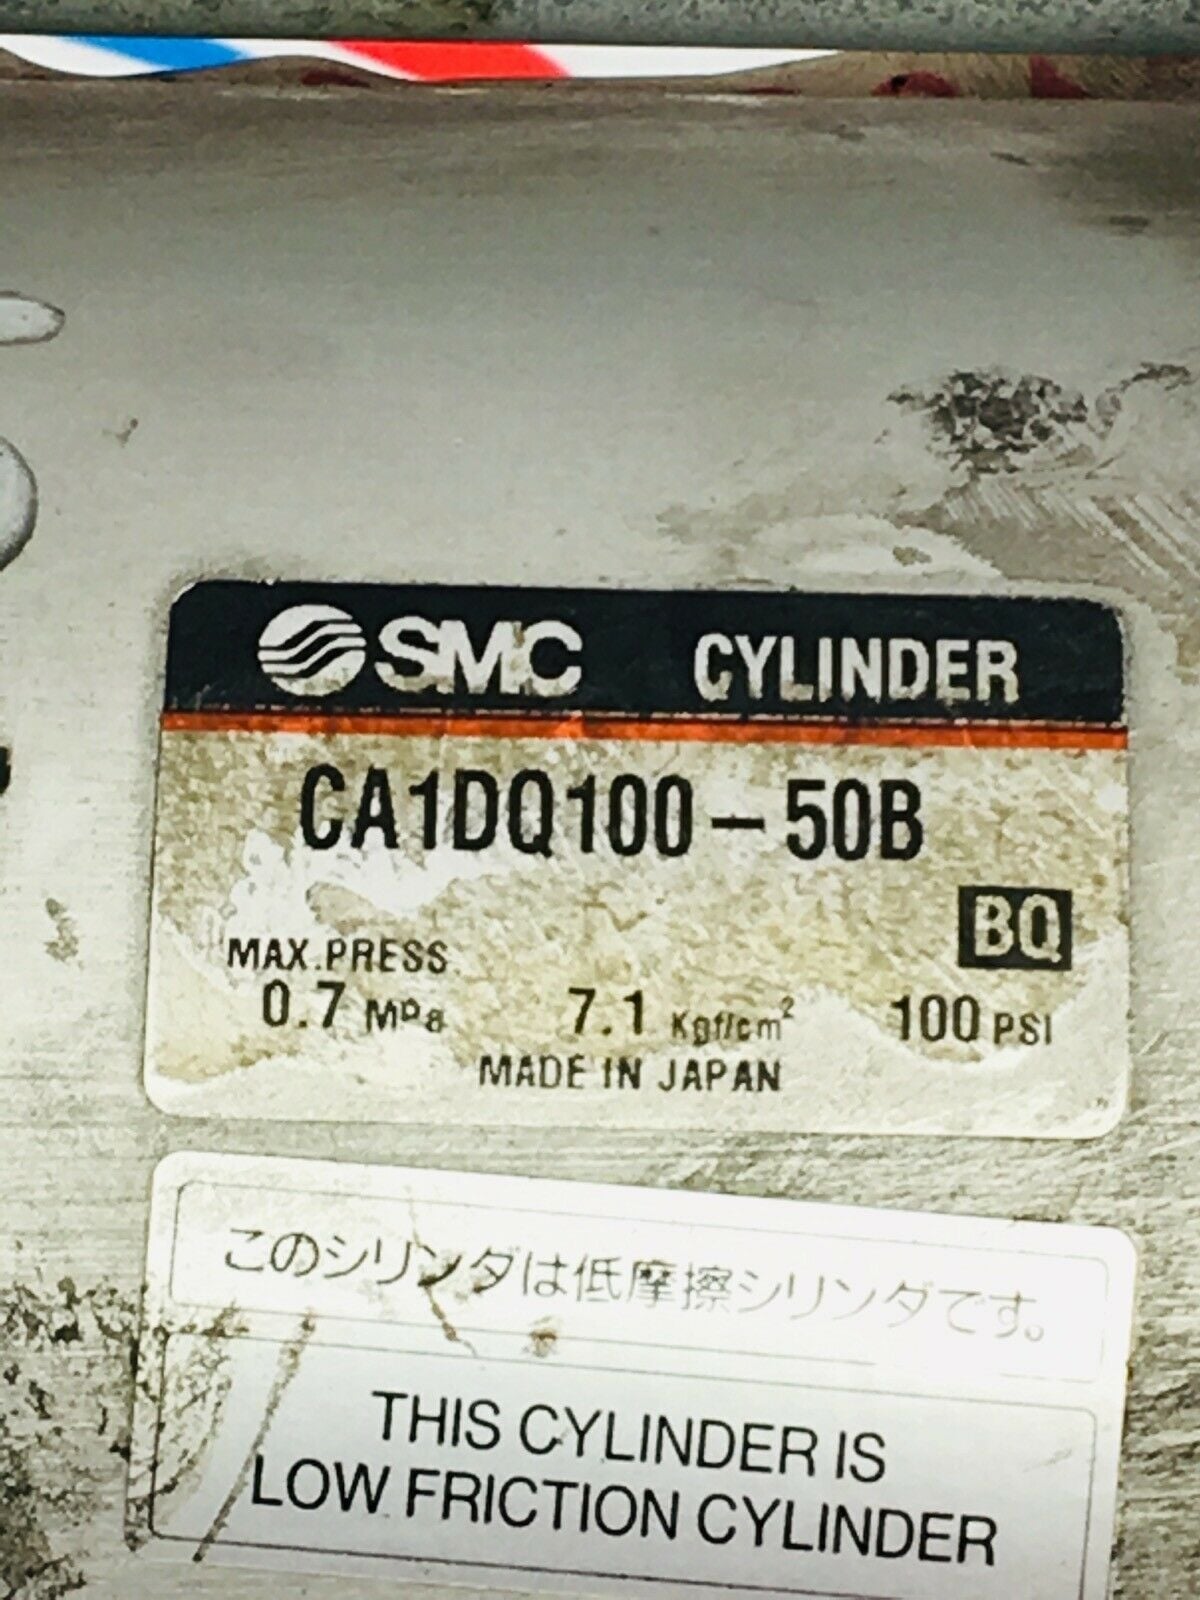 SMC CYLINDER
CA1DQ100-50B
BQ
MAX.PRESS.
0.7 MPa 7.1 Kgf/cm² 100 PSI
MADE IN JAPAN
このシリンダは低摩擦シリンダです。
THIS CYLINDER IS
LOW FRICTION CYLINDER